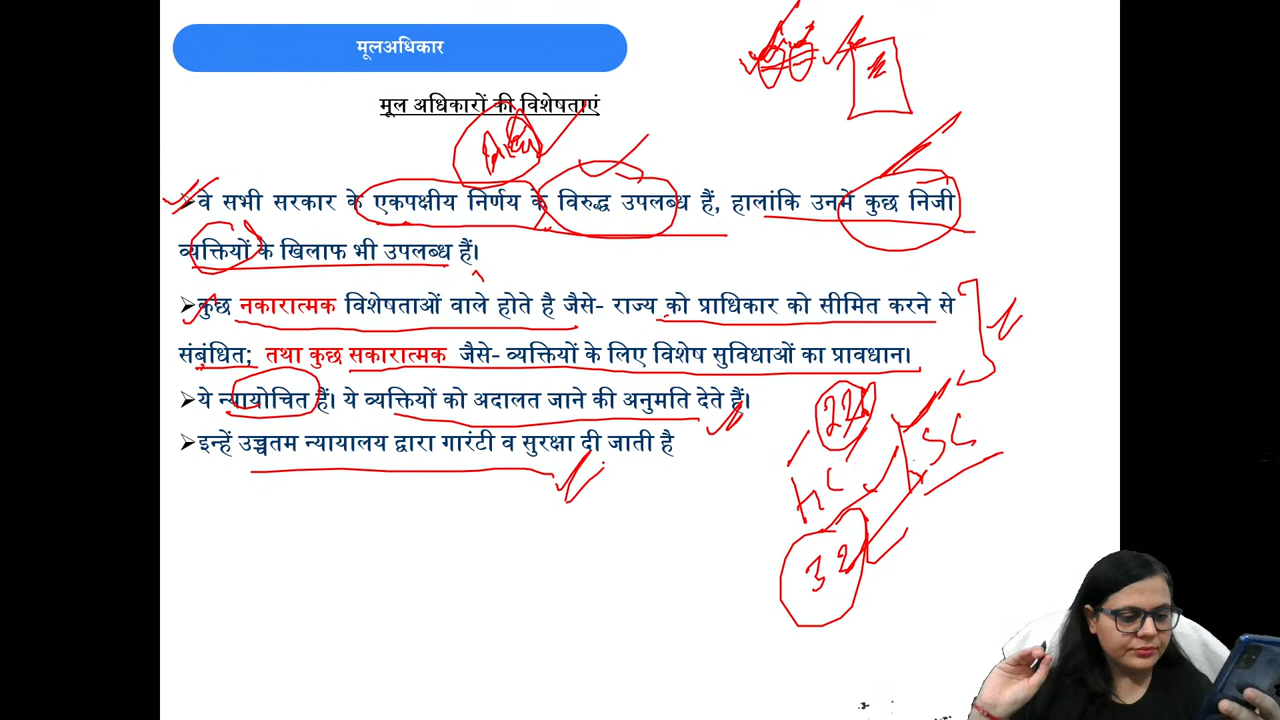 मूलअधिकार
मूल अधिकारों की विशेषताएं
➢वे सभी सरकार के एकपक्षीय निर्णय के विरुद्ध उपलब्ध हैं, हालांकि उनमें कुछ निजी
व्यक्तियों के खिलाफ भी उपलब्ध हैं।
➢कुछ नकारात्मक विशेषताओं वाले होते है जैसे- राज्य को प्राधिकार को सीमित करने से
संबंधित; तथा कुछ सकारात्मक जैसे- व्यक्तियों के लिए विशेष सुविधाओं का प्रावधान।
➢ये न्यायोचित हैं। ये व्यक्तियों को अदालत जाने की अनुमति देते हैं।
➢इन्हें उच्चतम न्यायालय द्वारा गारंटी व सुरक्षा दी जाती है
SC
HC
32